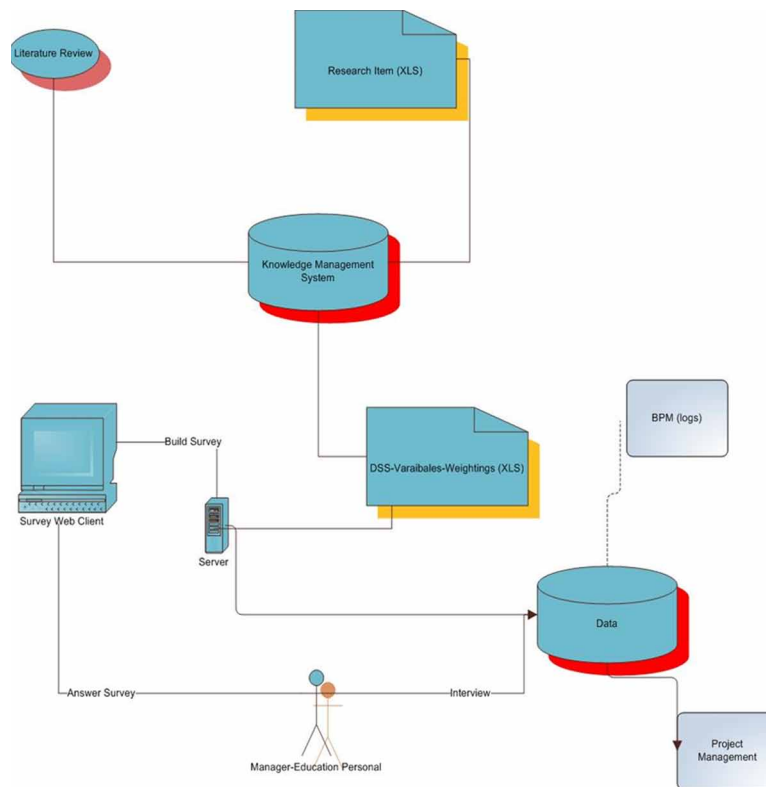 Literature Review
Research Item (XLS)
Knowledge Management
System
BPM (logs)
Build Survey
DSS-Varaibales-Weightings (XLS)
Survey Web Client
Server
Data
Answer Survey
Interview
Project
Management
Manager-Education Personal